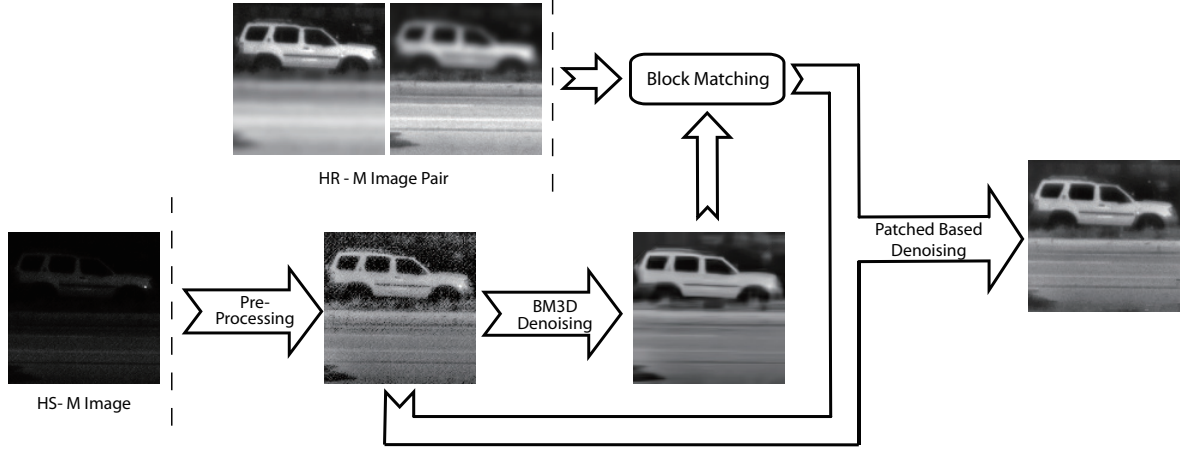 Block Matching
HR - M Image Pair
Patched Based
Denoising
Pre-
Processing
BM3D
Denoising
HS- M Image